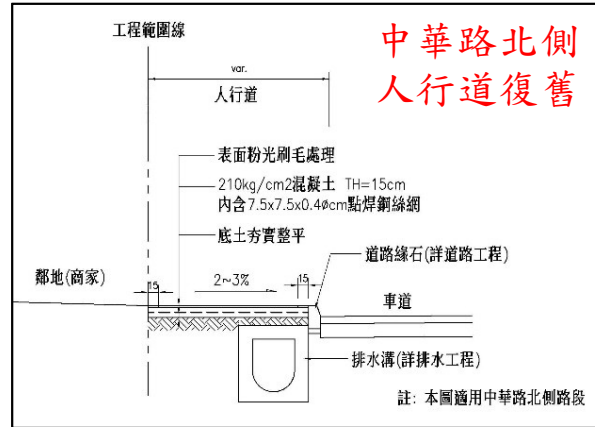 中華路北側
人行道復舊
工程範圍線
var.
人行道
表面粉光刷毛處理
210kg/cm2混凝土 TH=15cm
內含7.5x7.5x0.4øcm點焊鋼絲網
底土夯實整平
道路緣石(詳道路工程)
鄰地(商家)
15
2~3%
15
車道
排水溝(詳排水工程)
註: 本圖適用中華路北側路段